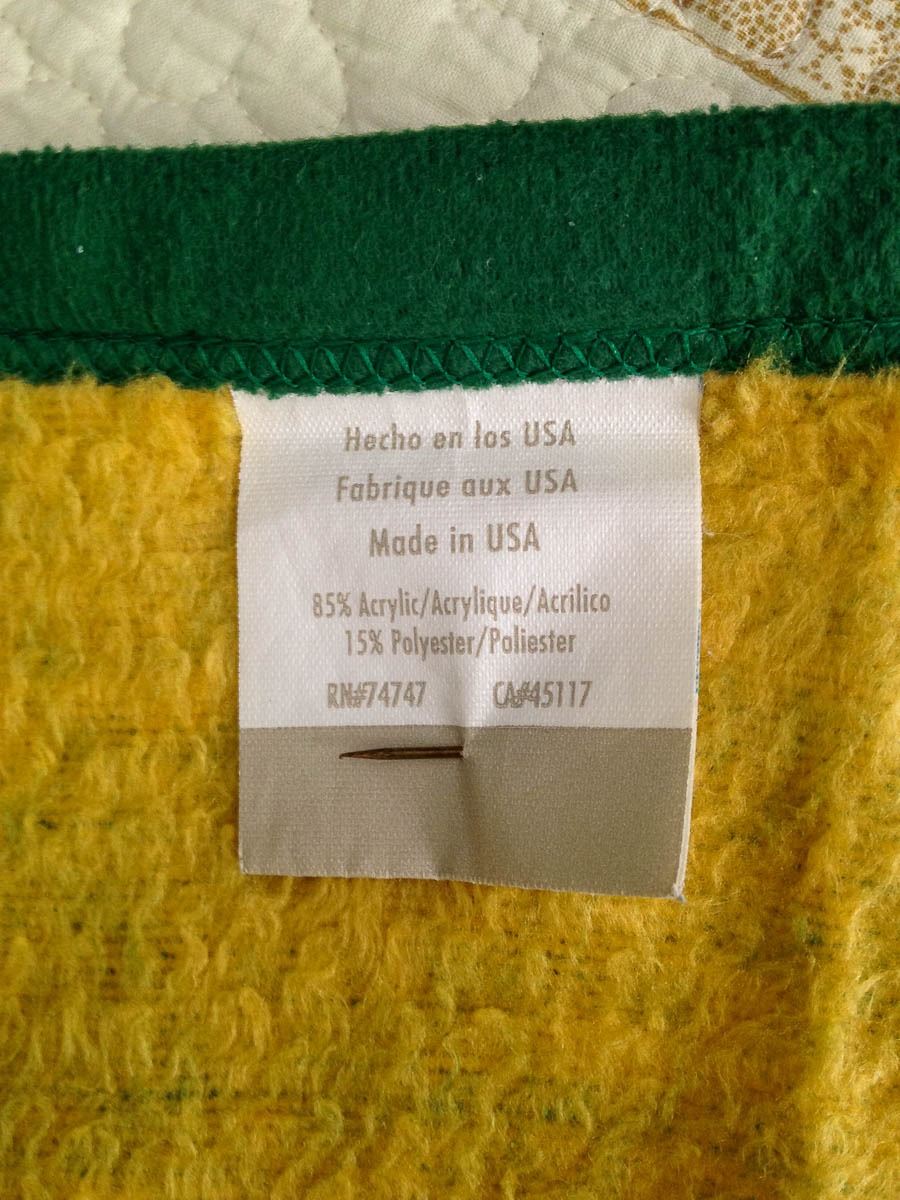 Hecho en los USA
Fabrique aux USA
Made in USA
85% Acrylic/Acrylique/Acrilico
15% Polyester/Poliester
RN#74747 CA#45117